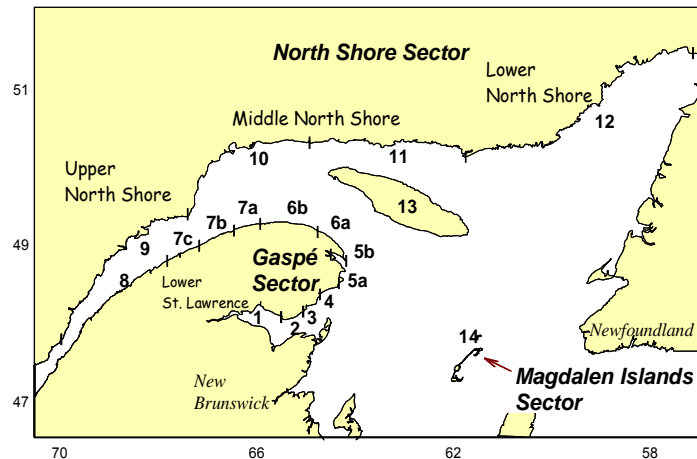 North Shore Sector
Lower
North Shore
51
12
Middle North Shore
10
11
Upper
North Shore
13
7a
6b
7b
6a
9
7c
49
5b
Gaspé
Sector
8
Lower
St. Lawrence
5a
4
1
3
2
14
Newfoundland
New
Brunswick
Magdalen Islands
Sector
47
70
66
62
58